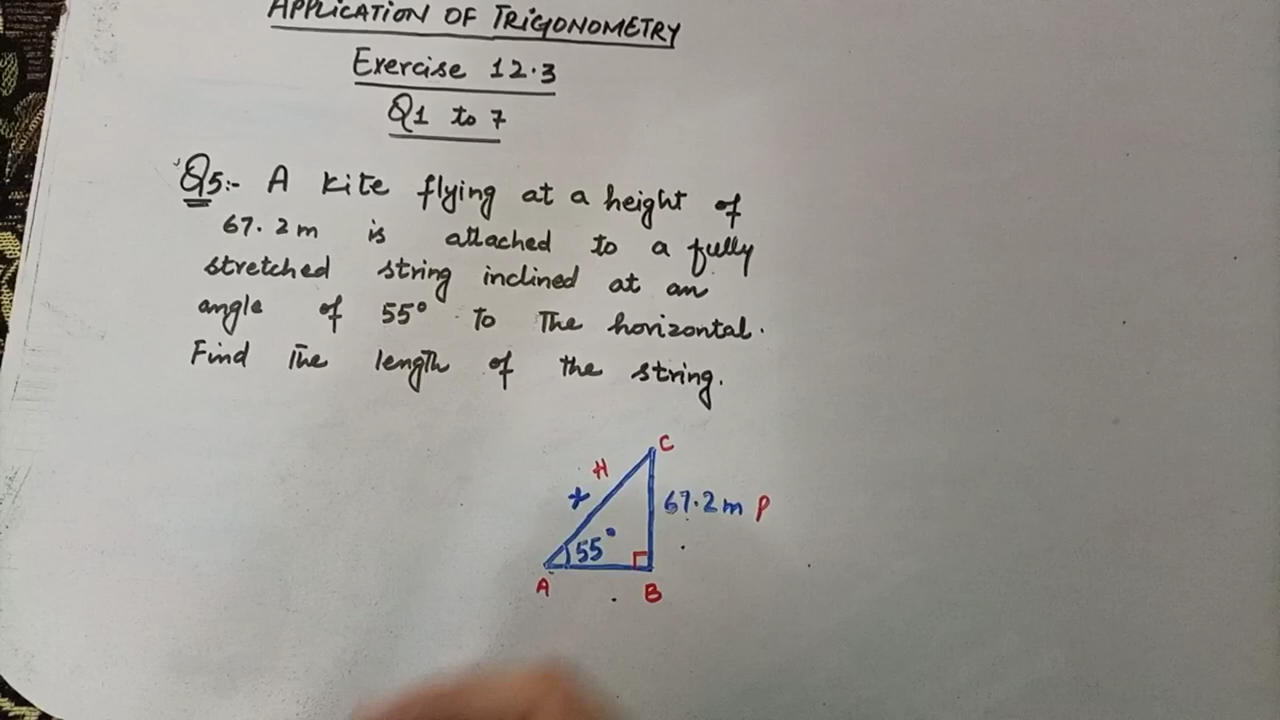 APPLICATION OF TRIGONOMETRY
Exercise 12.3
Q1 to 7
Q5:- A kite flying at a height of
67.2m is attached to a fully
stretched string inclined at an
angle of 55° to the horizontal.
Find the length of the string.
C
H
x
67.2m P
55°
A
B